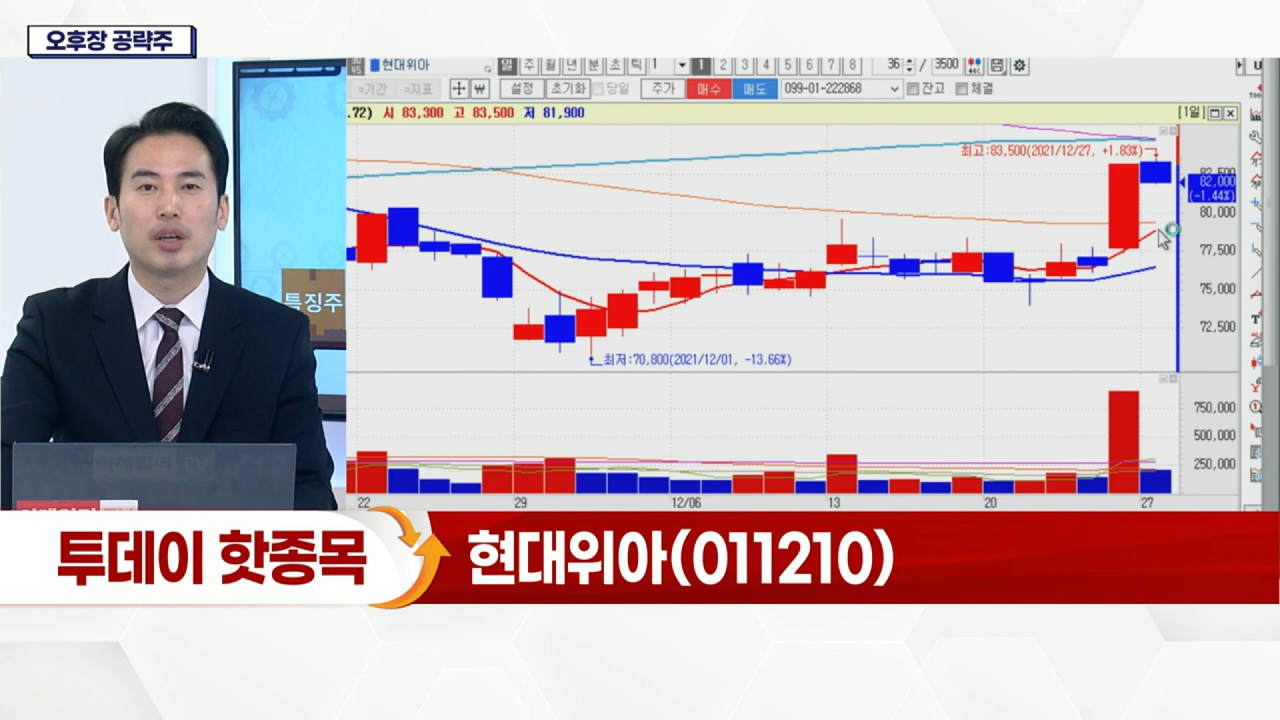 오후장 공략주
현대위아
일 주 월 년 분 초 틱 1 1 2 3 4 5 6 7 8 36 / 3500
=기간 =지표 설정 초기화 당일 주가 매수 매도 099-01-222868 잔고 체결
.72) 시 83,300 고 83,500 저 81,900 [1일]
최고:83,500(2021/12/27, +1.83%)
82,500
82,000
(-1.44%)
80,000
77,500
75,000
72,500
최저:70,800(2021/12/01, -13.66%)
750,000
500,000
250,000
22 29 12/06 13 20 27
특징주
투데이 핫종목
현대위아(011210)